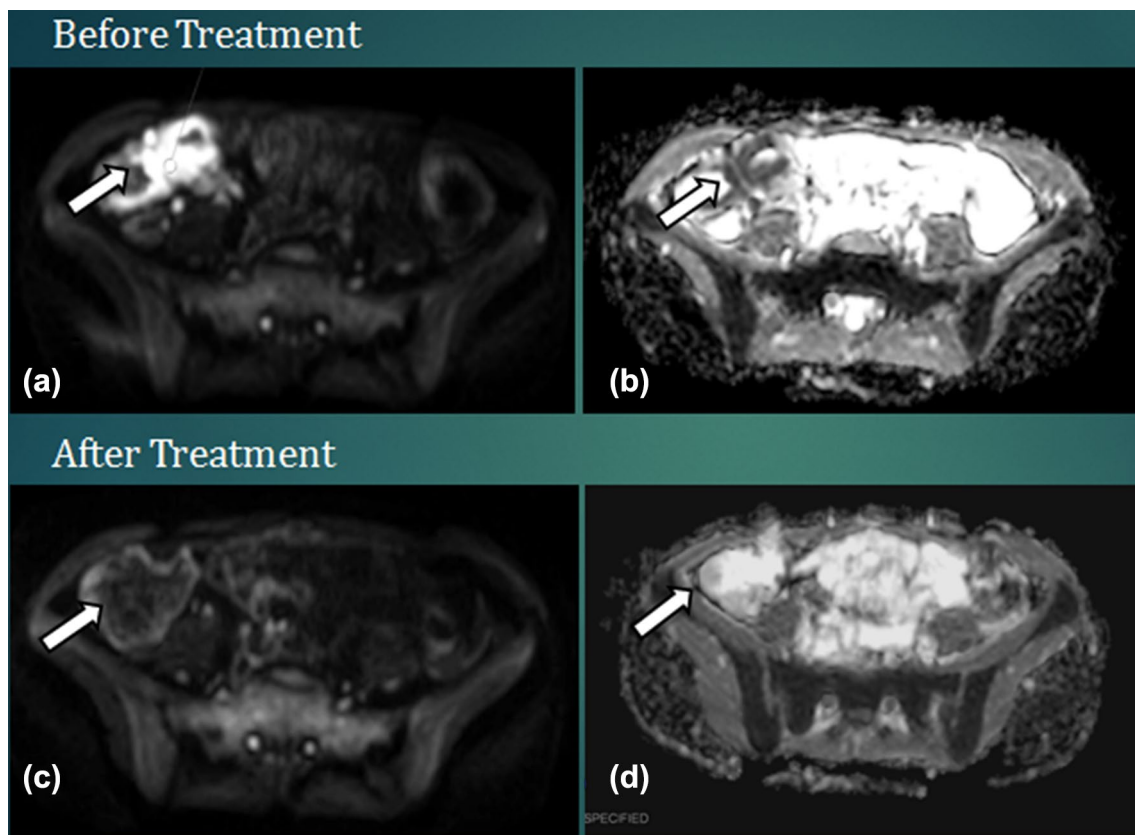 Before Treatment
(a)
(b)
After Treatment
(c)
(d)
SPECIFIED